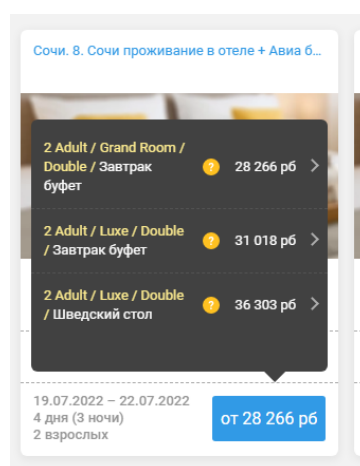 Сочи. 8. Сочи проживание в отеле + Авиа б...
2 Adult / Grand Room /
Double / Завтрак
буфет
? 28 266 рб >
2 Adult / Luxe / Double
/ Завтрак буфет
? 31 018 рб >
2 Adult / Luxe / Double
/ Шведский стол
? 36 303 рб >
19.07.2022 – 22.07.2022
4 дня (3 ночи)
2 взрослых
от 28 266 рб